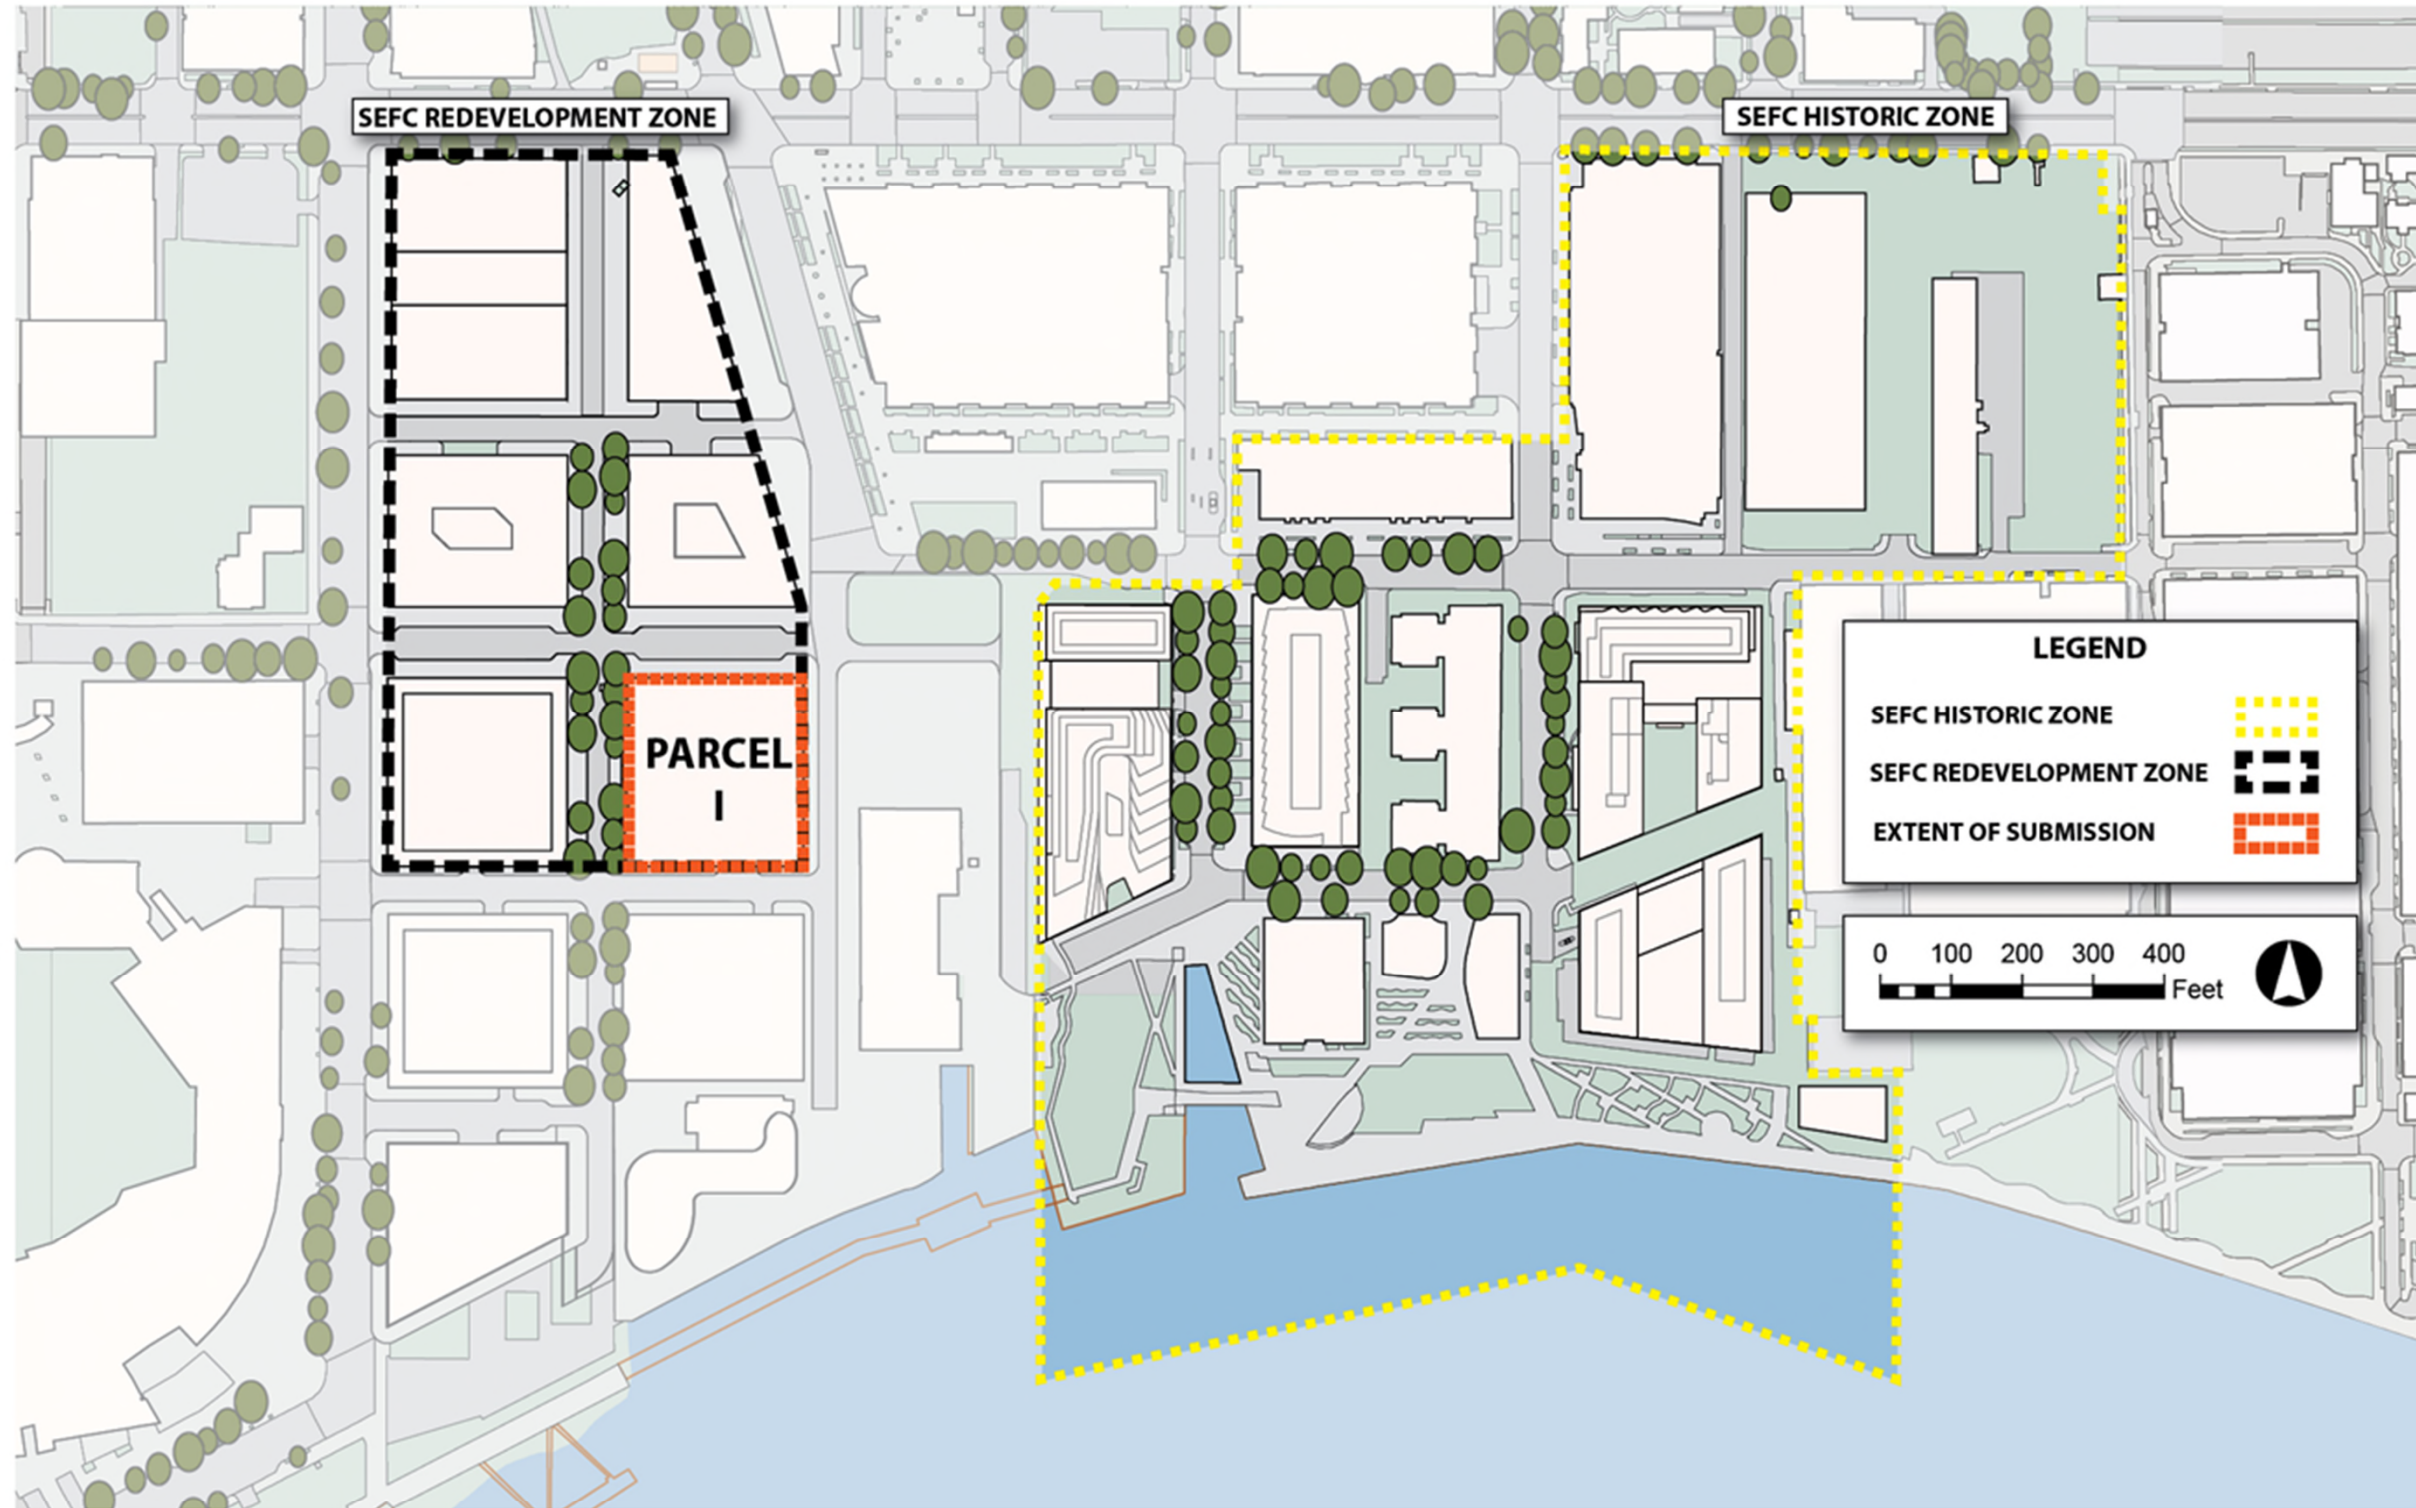 SEFC REDEVELOPMENT ZONE
SEFC HISTORIC ZONE
PARCEL
I
LEGEND
SEFC HISTORIC ZONE
SEFC REDEVELOPMENT ZONE
EXTENT OF SUBMISSION
0 100 200 300 400
Feet